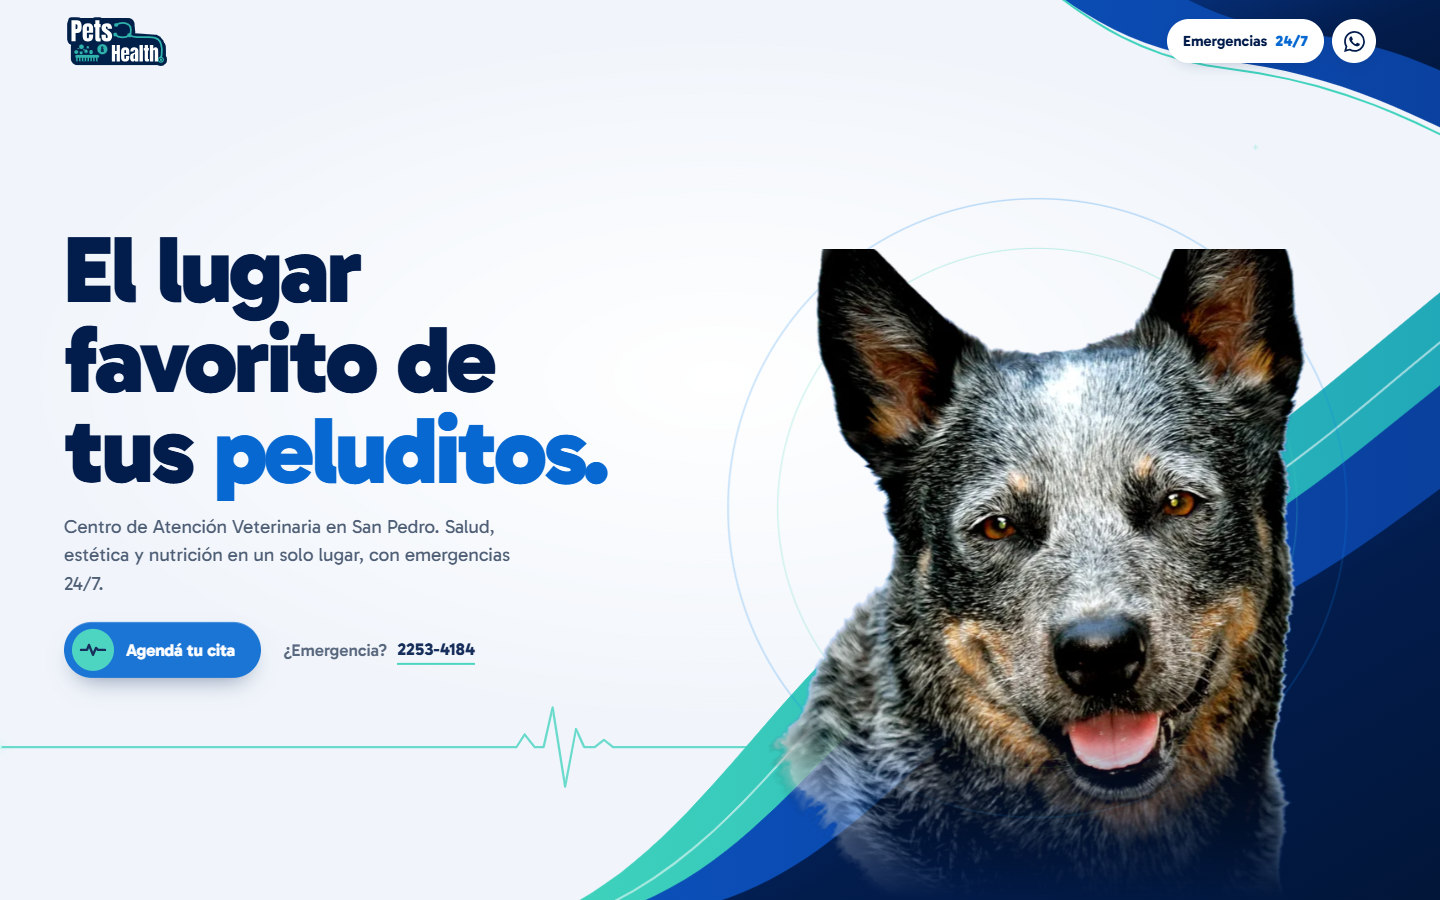 Pets
Health
Emergencias 24/7
El lugar
favorito de
tus peluditos.
Centro de Atención Veterinaria en San Pedro. Salud,
estética y nutrición en un solo lugar, con emergencias
24/7.
Agendá tu cita
¿Emergencia? 2253-4184